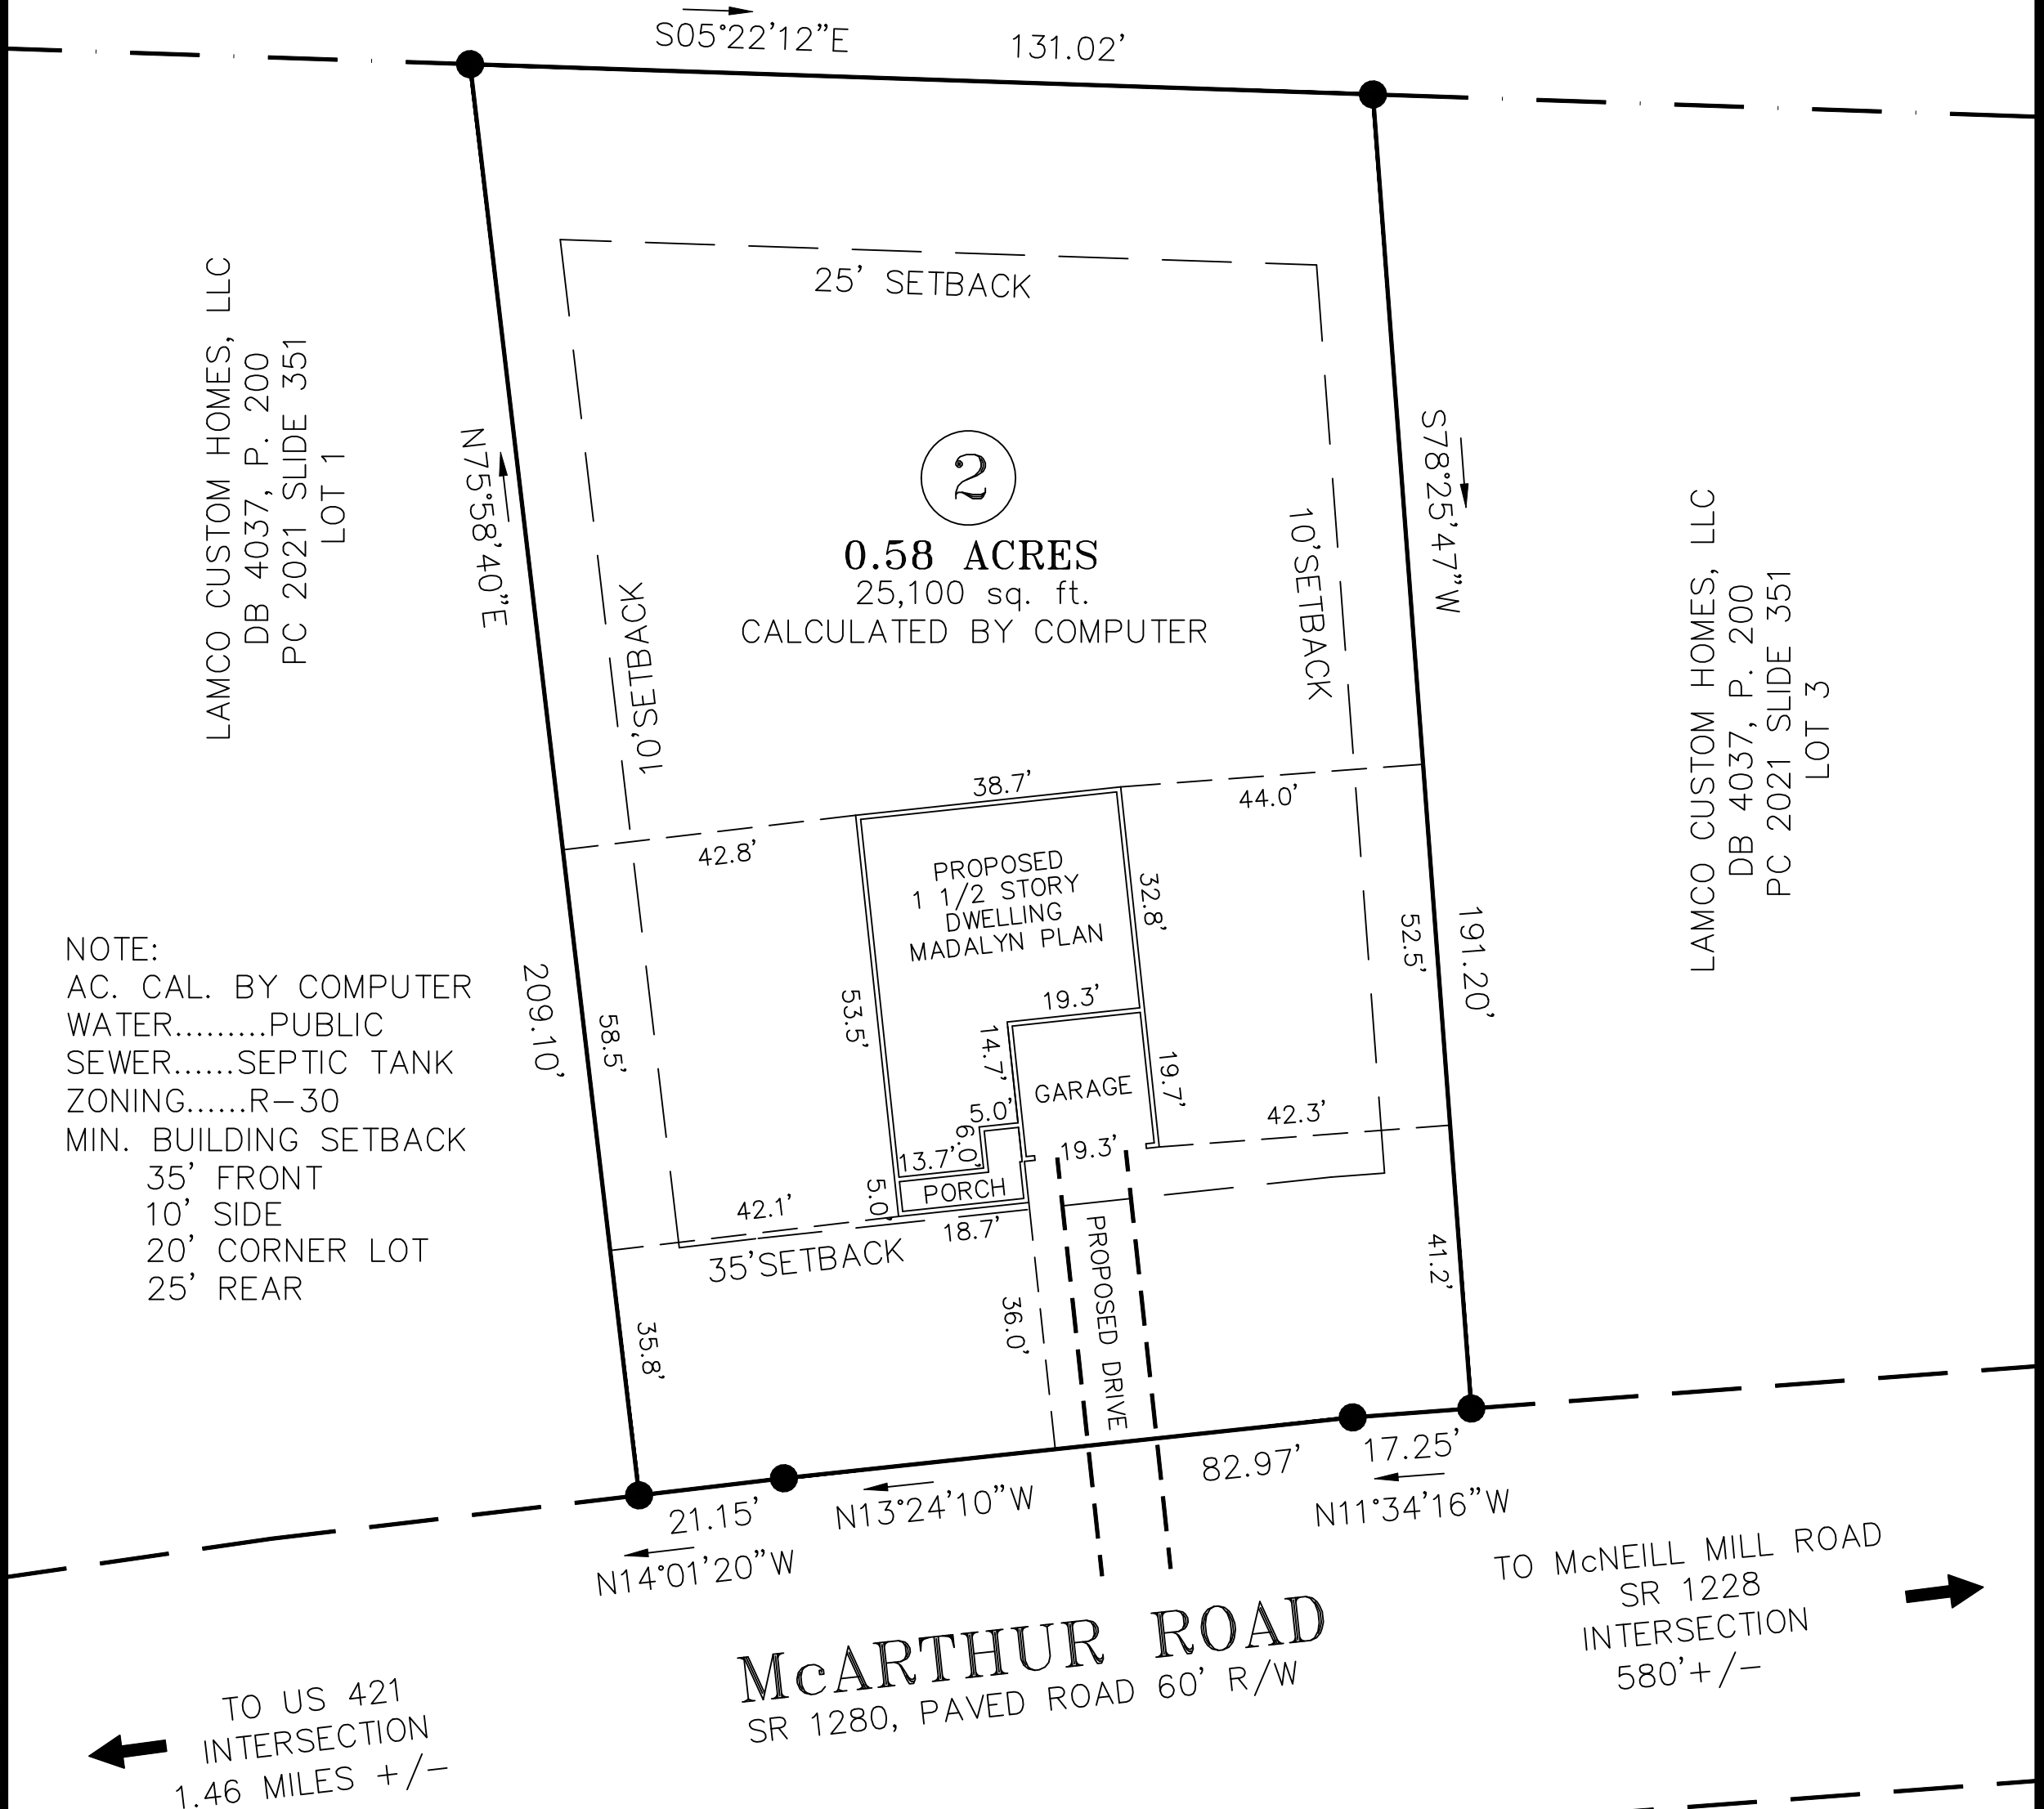 S05°22'12"E
131.02'
25' SETBACK
LAMCO CUSTOM HOMES, LLC
DB 4037, P. 200
PC 2021 SLIDE 351
LOT 1
N75°58'40"E
10'SETBACK
2
0.58 ACRES
25,100 sq. ft.
CALCULATED BY COMPUTER
10'SETBACK
S78°25'47"W
LAMCO CUSTOM HOMES, LLC
DB 4037, P. 200
PC 2021 SLIDE 351
LOT 3
38.7'
44.0'
42.8'
PROPOSED
1 1/2 STORY
DWELLING
MADALYN PLAN
32.8'
52.5'
191.20'
NOTE:
AC. CAL. BY COMPUTER
WATER.........PUBLIC
SEWER......SEPTIC TANK
ZONING......R-30
MIN. BUILDING SETBACK
35' FRONT
10' SIDE
20' CORNER LOT
25' REAR
209.10'
58.5'
53.5'
19.3'
14.7'
GARAGE
19.7'
5.0'
6.0'
42.3'
13.7'
19.3'
5.0'
PORCH
42.1'
18.7'
35'SETBACK
PROPOSED DRIVE
41.2'
36.0'
35.8'
82.97'
17.25'
21.15'
N13°24'10"W
N11°34'16"W
N14°01'20"W
TO McNEILL MILL ROAD
SR 1228
INTERSECTION
580'+/-
McARTHUR ROAD
SR 1280, PAVED ROAD 60' R/W
TO US 421
INTERSECTION
1.46 MILES +/-